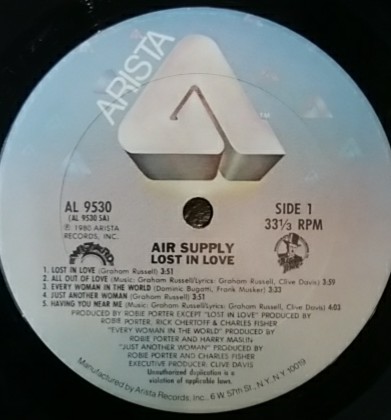 ARISTA
AL 9530
(AL 9530 SA)
℗ 1980 ARISTA
RECORDS, INC.
SIDE 1
33⅓ RPM
AIR SUPPLY
LOST IN LOVE
1. LOST IN LOVE (Graham Russell) 3:51
2. ALL OUT OF LOVE (Music: Graham Russell/Lyrics: Graham Russell, Clive Davis) 3:59
3. EVERY WOMAN IN THE WORLD (Dominic Bugatti, Frank Musker) 3:33
4. JUST ANOTHER WOMAN (Graham Russell) 3:51
5. HAVING YOU NEAR ME (Music: Graham Russell/Lyrics: Graham Russell, Clive Davis) 4:03
PRODUCED BY ROBIE PORTER EXCEPT "LOST IN LOVE" PRODUCED BY
ROBIE PORTER, RICK CHERTOFF & CHARLES FISHER
"EVERY WOMAN IN THE WORLD" PRODUCED BY
ROBIE PORTER AND HARRY MASLIN
"JUST ANOTHER WOMAN" PRODUCED BY
ROBIE PORTER AND CHARLES FISHER
EXECUTIVE PRODUCER: CLIVE DAVIS
Unauthorized duplication is a
violation of applicable laws.
Manufactured by Arista Records, Inc., 6 W. 57th St., N.Y. N.Y. 10019